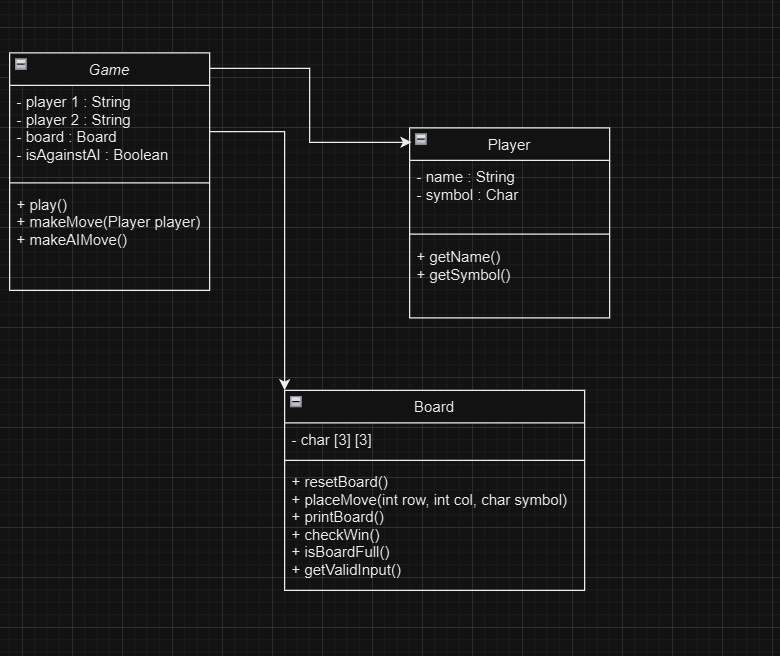 Game
- player 1 : String
- player 2 : String
- board : Board
- isAgainstAI : Boolean
+ play()
+ makeMove(Player player)
+ makeAIMove()
Player
- name : String
- symbol : Char
+ getName()
+ getSymbol()
Board
- char [3] [3]
+ resetBoard()
+ placeMove(int row, int col, char symbol)
+ printBoard()
+ checkWin()
+ isBoardFull()
+ getValidInput()